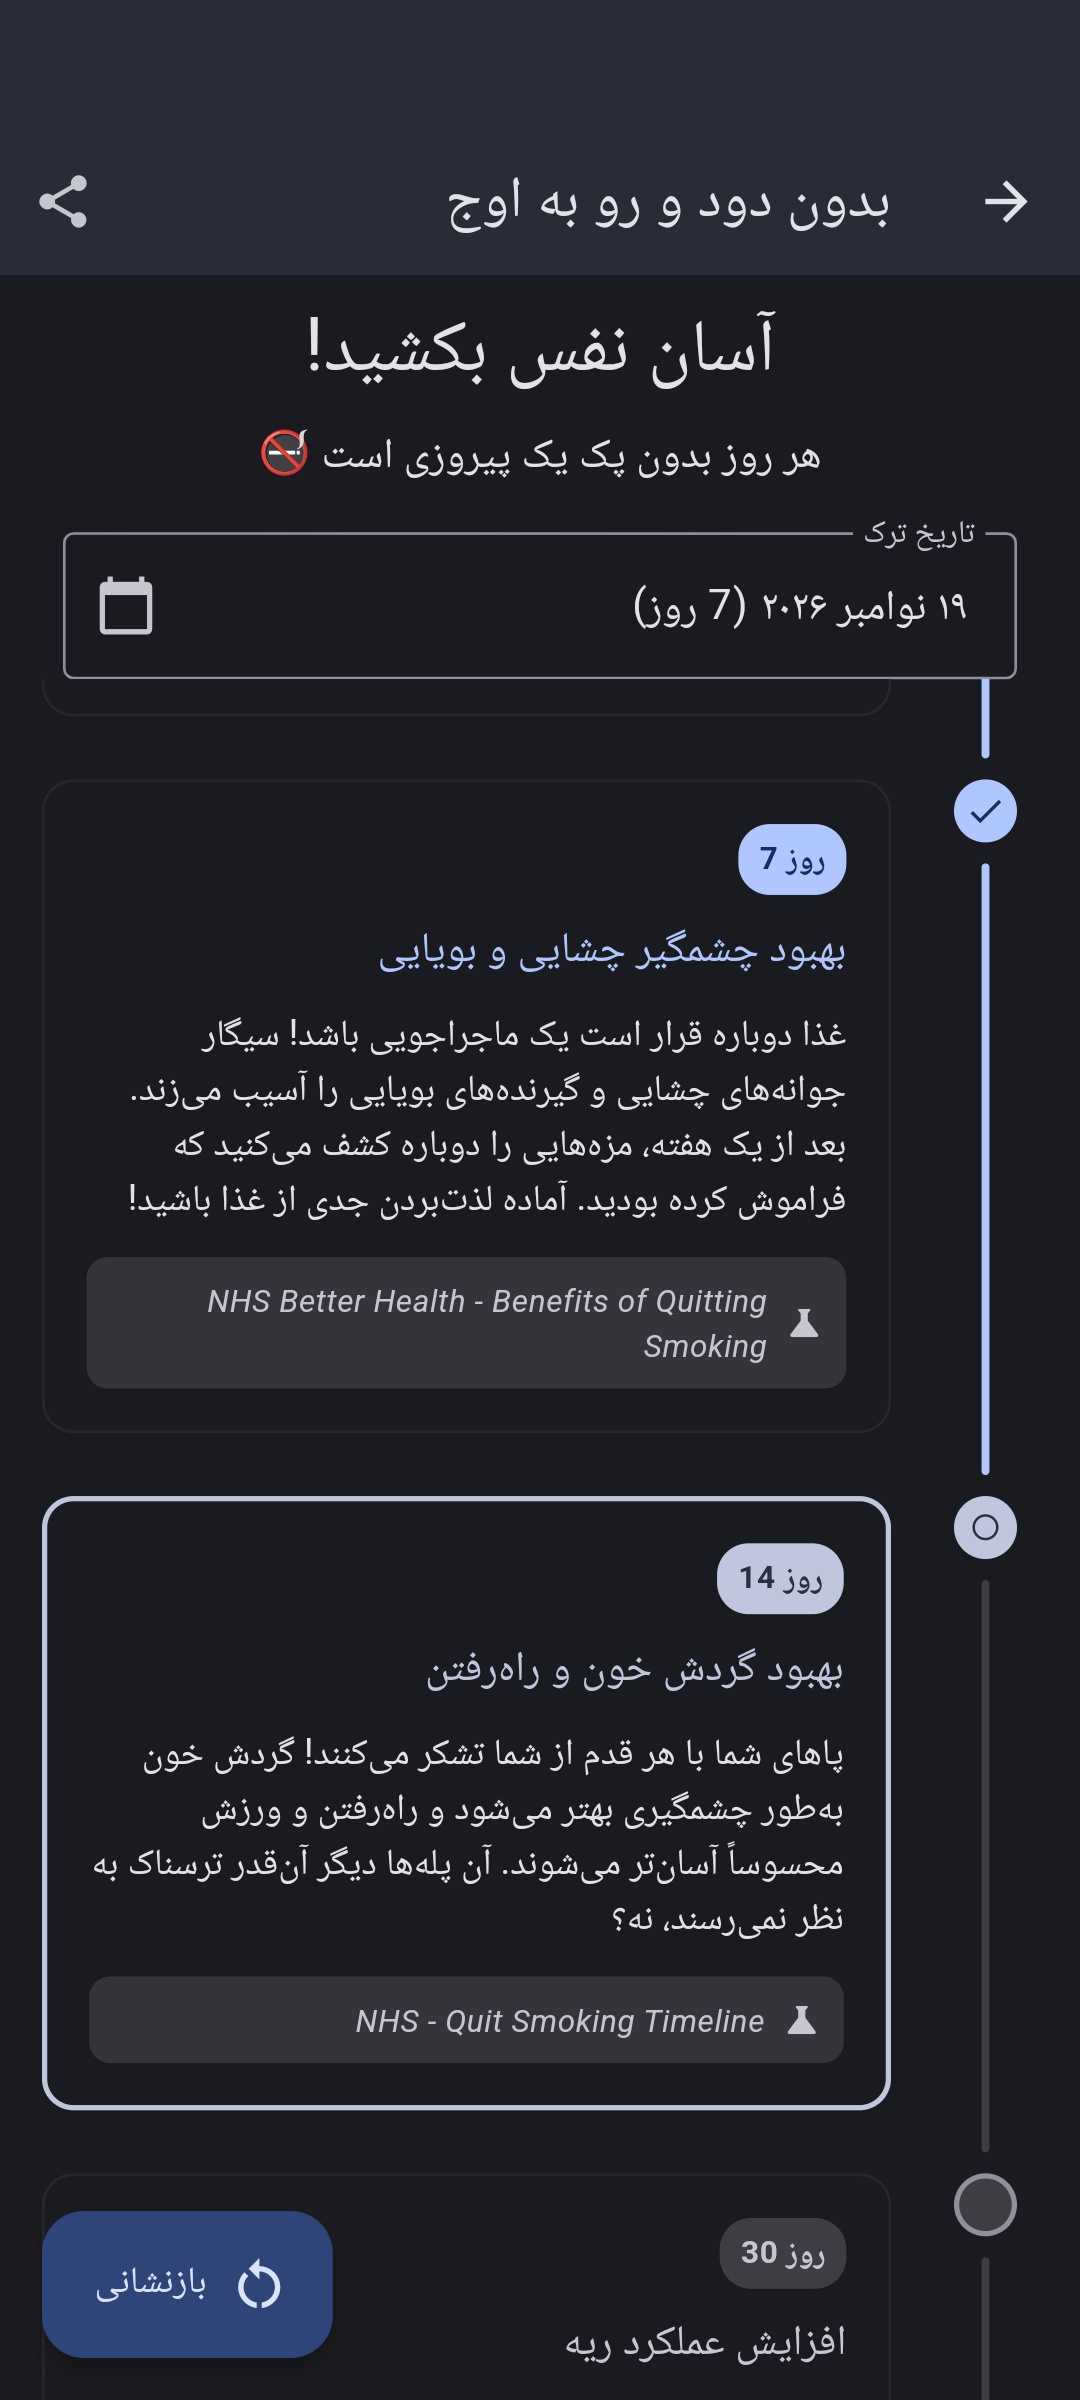 بدون دود و رو به اوج
آسان نفس بکشید!
هر روز بدون پک یک پیروزی است 🚭
تاریخ ترک
۱۹ نوامبر ۲۰۲۶ (7 روز)
روز 7
بهبود چشمگیر چشایی و بویایی
غذا دوباره قرار است یک ماجراجویی باشد! سیگار
جوانه‌های چشایی و گیرنده‌های بویایی را آسیب می‌زند.
بعد از یک هفته، مزه‌هایی را دوباره کشف می‌کنید که
فراموش کرده بودید. آماده لذت‌بردن جدی از غذا باشید!
NHS Better Health - Benefits of Quitting
Smoking
روز 14
بهبود گردش خون و راه‌رفتن
پاهای شما با هر قدم از شما تشکر می‌کنند! گردش خون
به‌طور چشمگیری بهتر می‌شود و راه‌رفتن و ورزش
محسوساً آسان‌تر می‌شوند. آن پله‌ها دیگر آن‌قدر ترسناک به
نظر نمی‌رسند، نه؟
NHS - Quit Smoking Timeline
روز 30
افزایش عملکرد ریه
بازنشانی